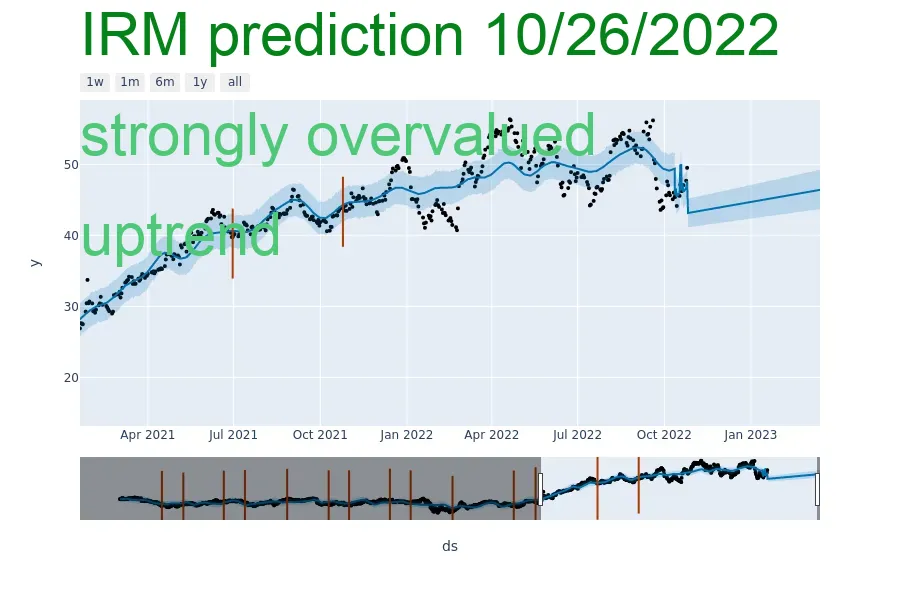 IRM prediction 10/26/2022
1w 1m 6m 1y all
strongly overvalued
uptrend
50
40
30
20
y
Apr 2021 Jul 2021 Oct 2021 Jan 2022 Apr 2022 Jul 2022 Oct 2022 Jan 2023
ds